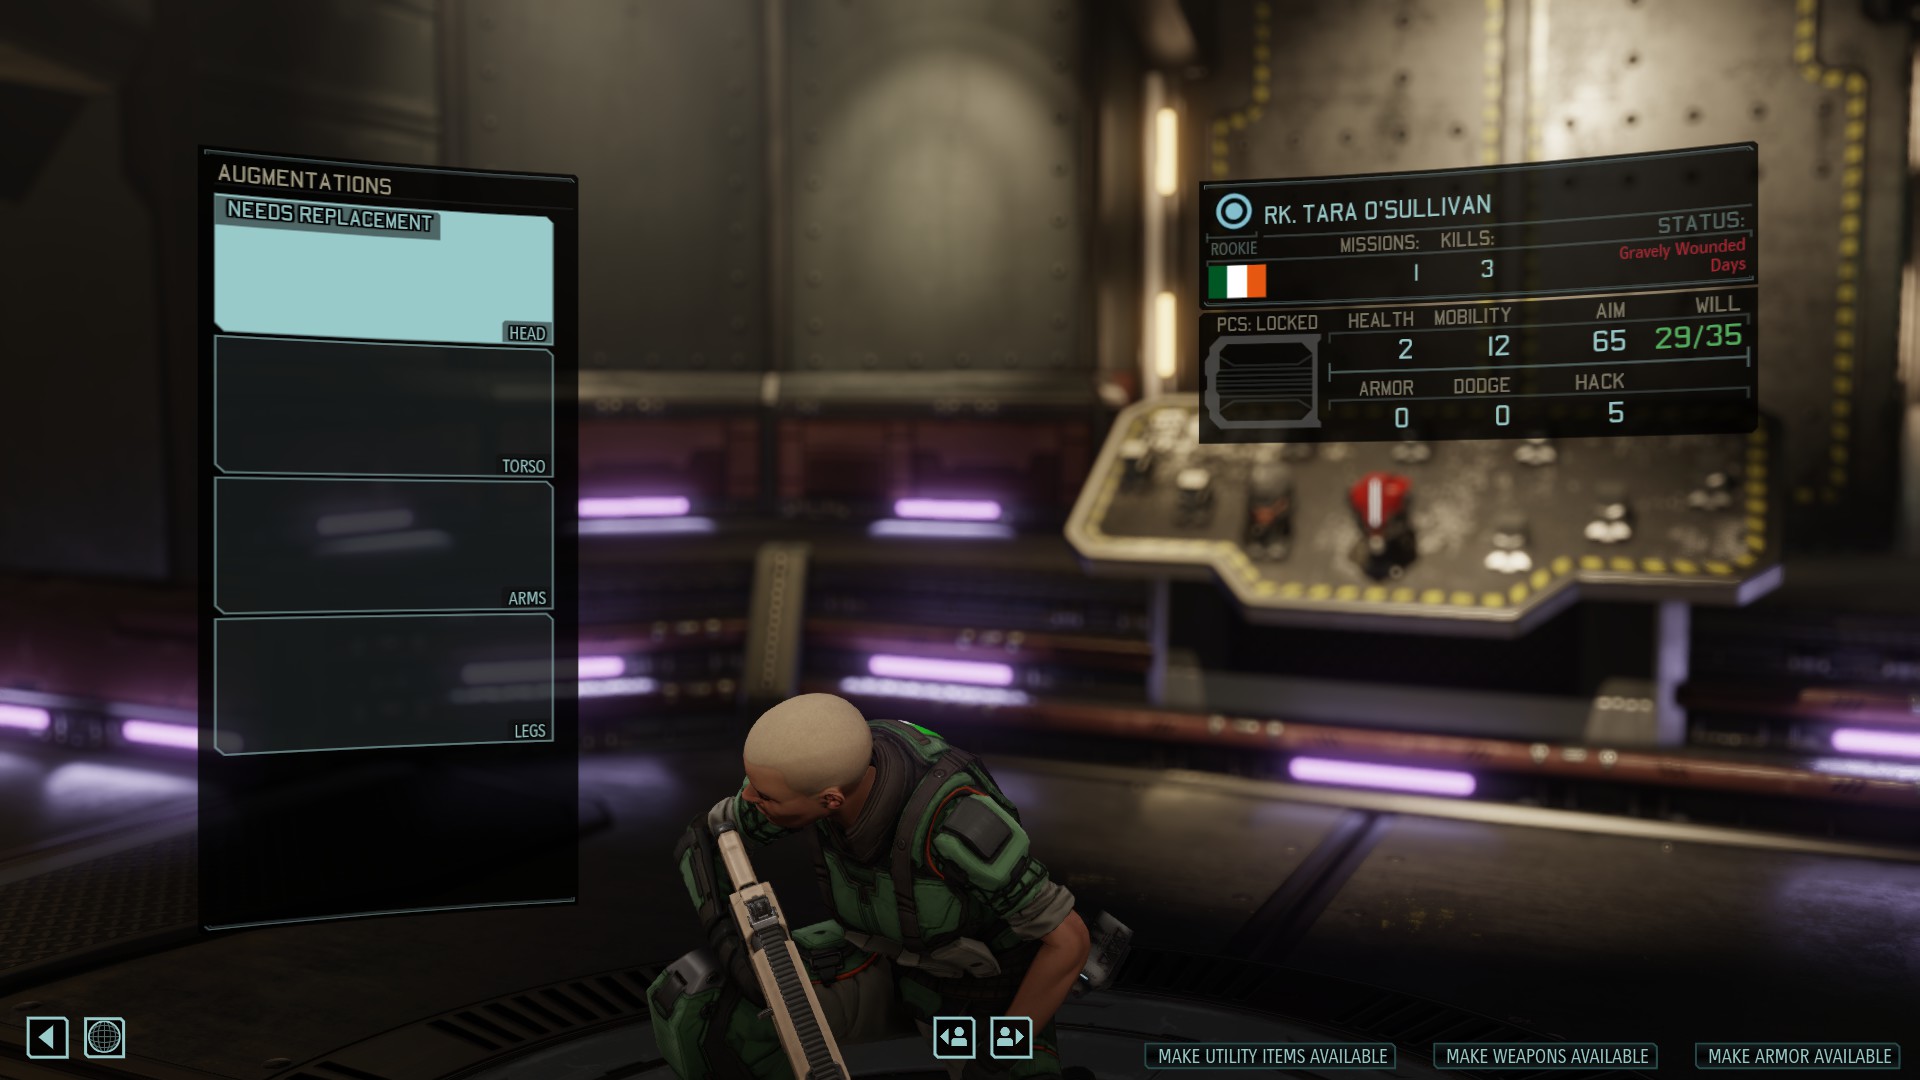 AUGMENTATIONS
NEEDS REPLACEMENT
HEAD
TORSO
ARMS
LEGS
RK. TARA O'SULLIVAN
ROOKIE
MISSIONS: KILLS: STATUS:
1 3 Gravely Wounded
Days
PCS: LOCKED
HEALTH MOBILITY AIM WILL
2 12 65 29/35
ARMOR DODGE HACK
0 0 5
MAKE UTILITY ITEMS AVAILABLE
MAKE WEAPONS AVAILABLE
MAKE ARMOR AVAILABLE